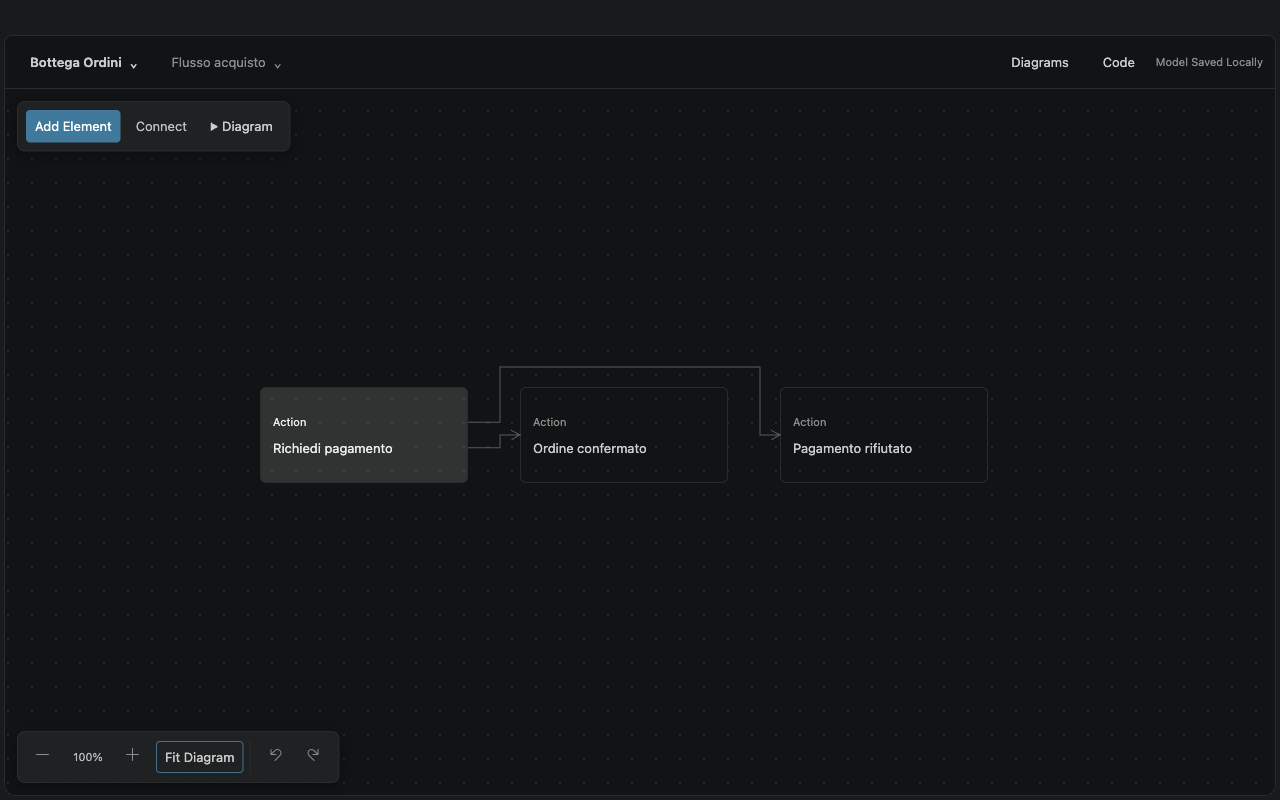 Bottega Ordini
Flusso acquisto
Diagrams
Code
Model Saved Locally
Add Element
Connect
Diagram
Action
Richiedi pagamento
Action
Ordine confermato
Action
Pagamento rifiutato
100%
Fit Diagram